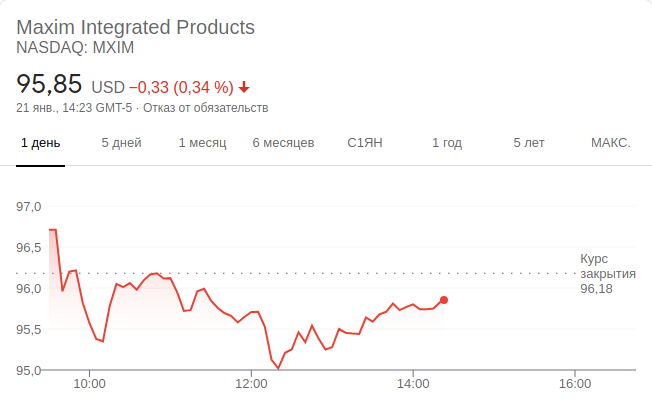 Maxim Integrated Products
NASDAQ: MXIM
95,85 USD −0,33 (0,34 %)
21 янв., 14:23 GMT-5 · Отказ от обязательств
1 день 5 дней 1 месяц 6 месяцев С1ЯН 1 год 5 лет МАКС.
97,0
96,5
Курс
закрытия
96,18
96,0
95,5
95,0
10:00 12:00 14:00 16:00